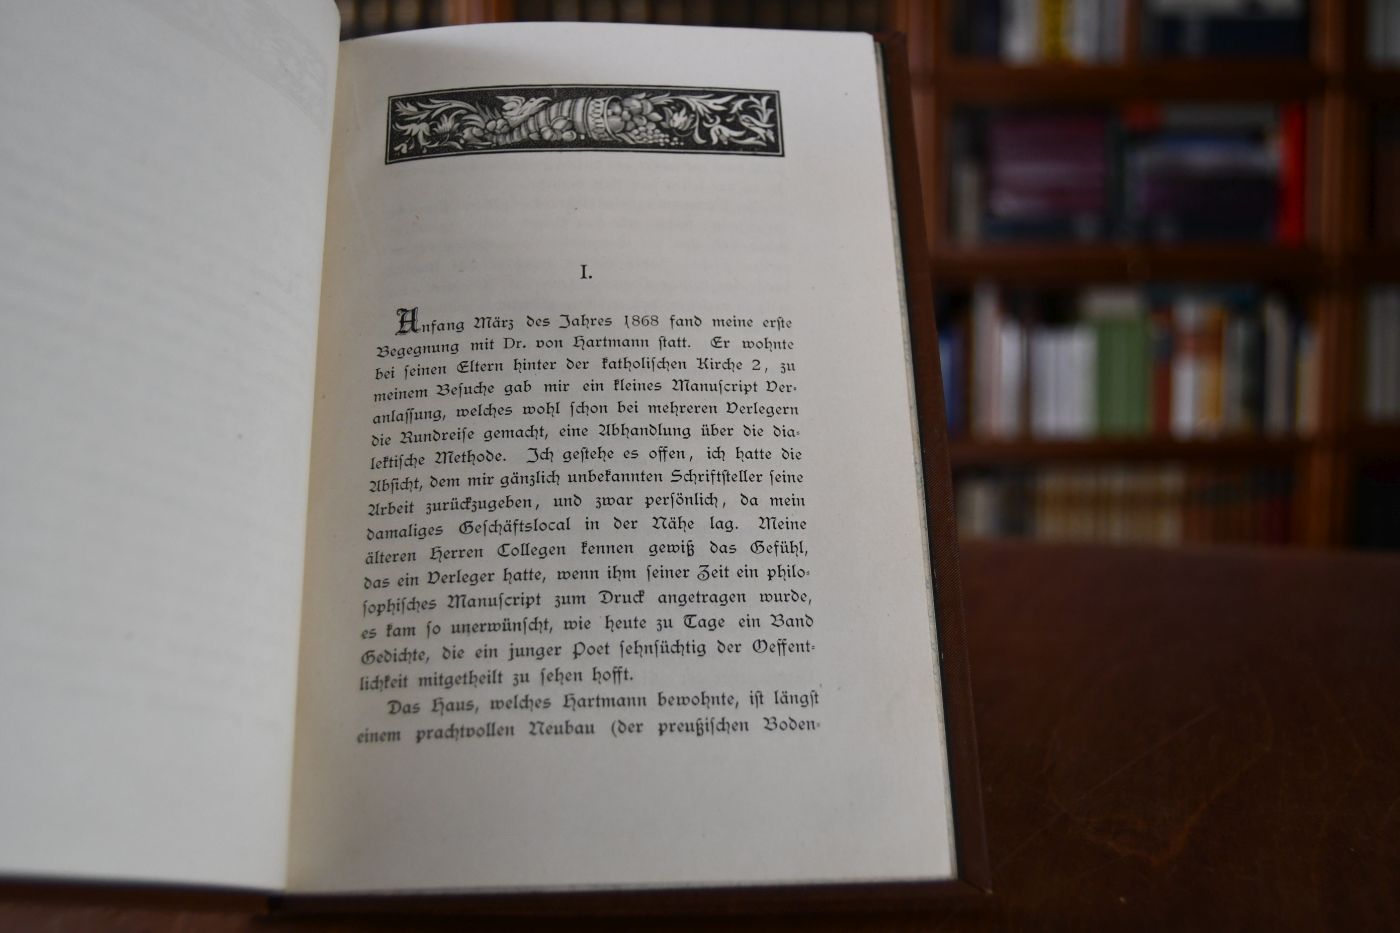 I.
Anfang März des Jahres 1868 fand meine erste
Begegnung mit Dr. von Hartmann statt. Er wohnte
bei seinen Eltern hinter der katholischen Kirche 2, zu
meinem Besuche gab mir ein kleines Manuscript Ver-
anlassung, welches wohl schon bei mehreren Verlegern
die Rundreise gemacht, eine Abhandlung über die dia-
lektische Methode. Ich gestehe es offen, ich hatte die
Absicht, dem mir gänzlich unbekannten Schriftsteller seine
Arbeit zurückzugeben, und zwar persönlich, da mein
damaliges Geschäftslocal in der Nähe lag. Meine
älteren Herren Collegen kennen gewiß das Gefühl,
das ein Verleger hatte, wenn ihm seiner Zeit ein philo-
sophisches Manuscript zum Druck angetragen wurde,
es kam so unerwünscht, wie heute zu Tage ein Band
Gedichte, die ein junger Poet sehnsüchtig der Oeffent-
lichkeit mitgetheilt zu sehen hofft.
Das Haus, welches Hartmann bewohnte, ist längst
einem prachtvollen Neubau (der preußischen Boden-